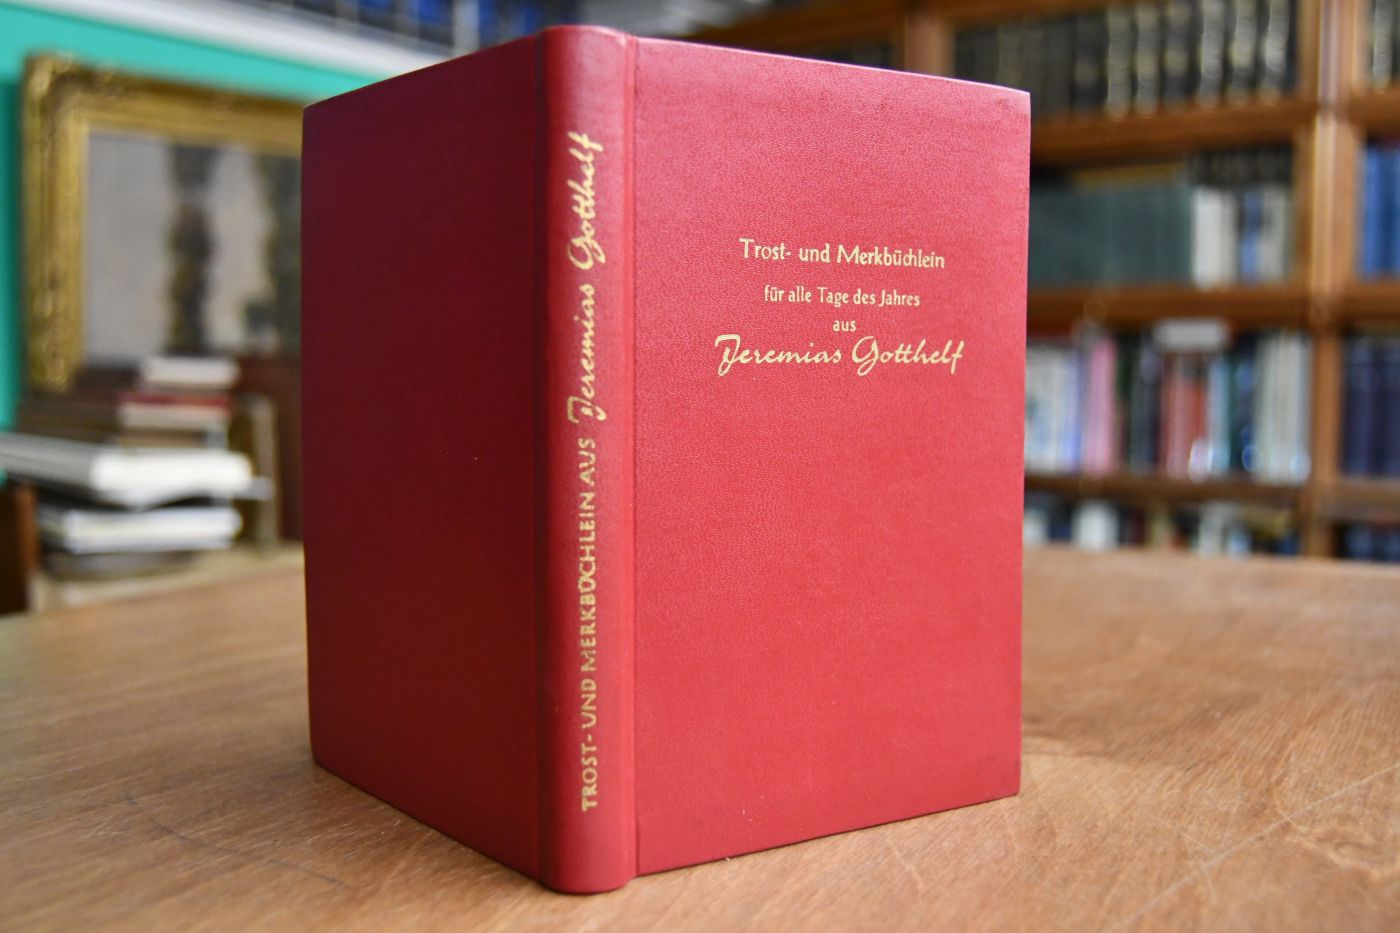 TROST- UND MERKBÜCHLEIN AUS Jeremias Gotthelf
Trost- und Merkbüchlein
für alle Tage des Jahres
aus
Jeremias Gotthelf